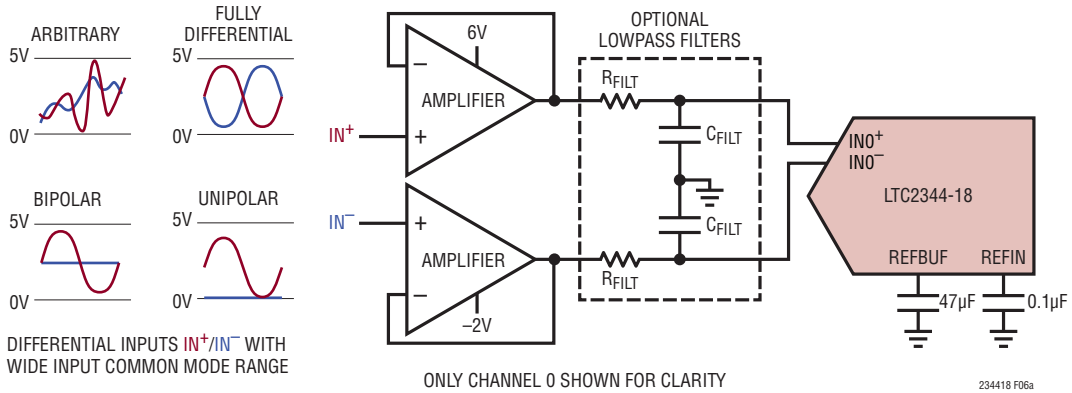 ARBITRARY
5V
0V
FULLY
DIFFERENTIAL
5V
0V
BIPOLAR
5V
0V
UNIPOLAR
5V
0V
DIFFERENTIAL INPUTS IN+/IN− WITH
WIDE INPUT COMMON MODE RANGE
6V
−
AMPLIFIER
+
IN+
IN−
+
AMPLIFIER
−
−2V
OPTIONAL
LOWPASS FILTERS
RFILT
CFILT
CFILT
RFILT
IN0+
IN0−
LTC2344-18
REFBUF REFIN
47µF
0.1µF
ONLY CHANNEL 0 SHOWN FOR CLARITY
234418 F06a